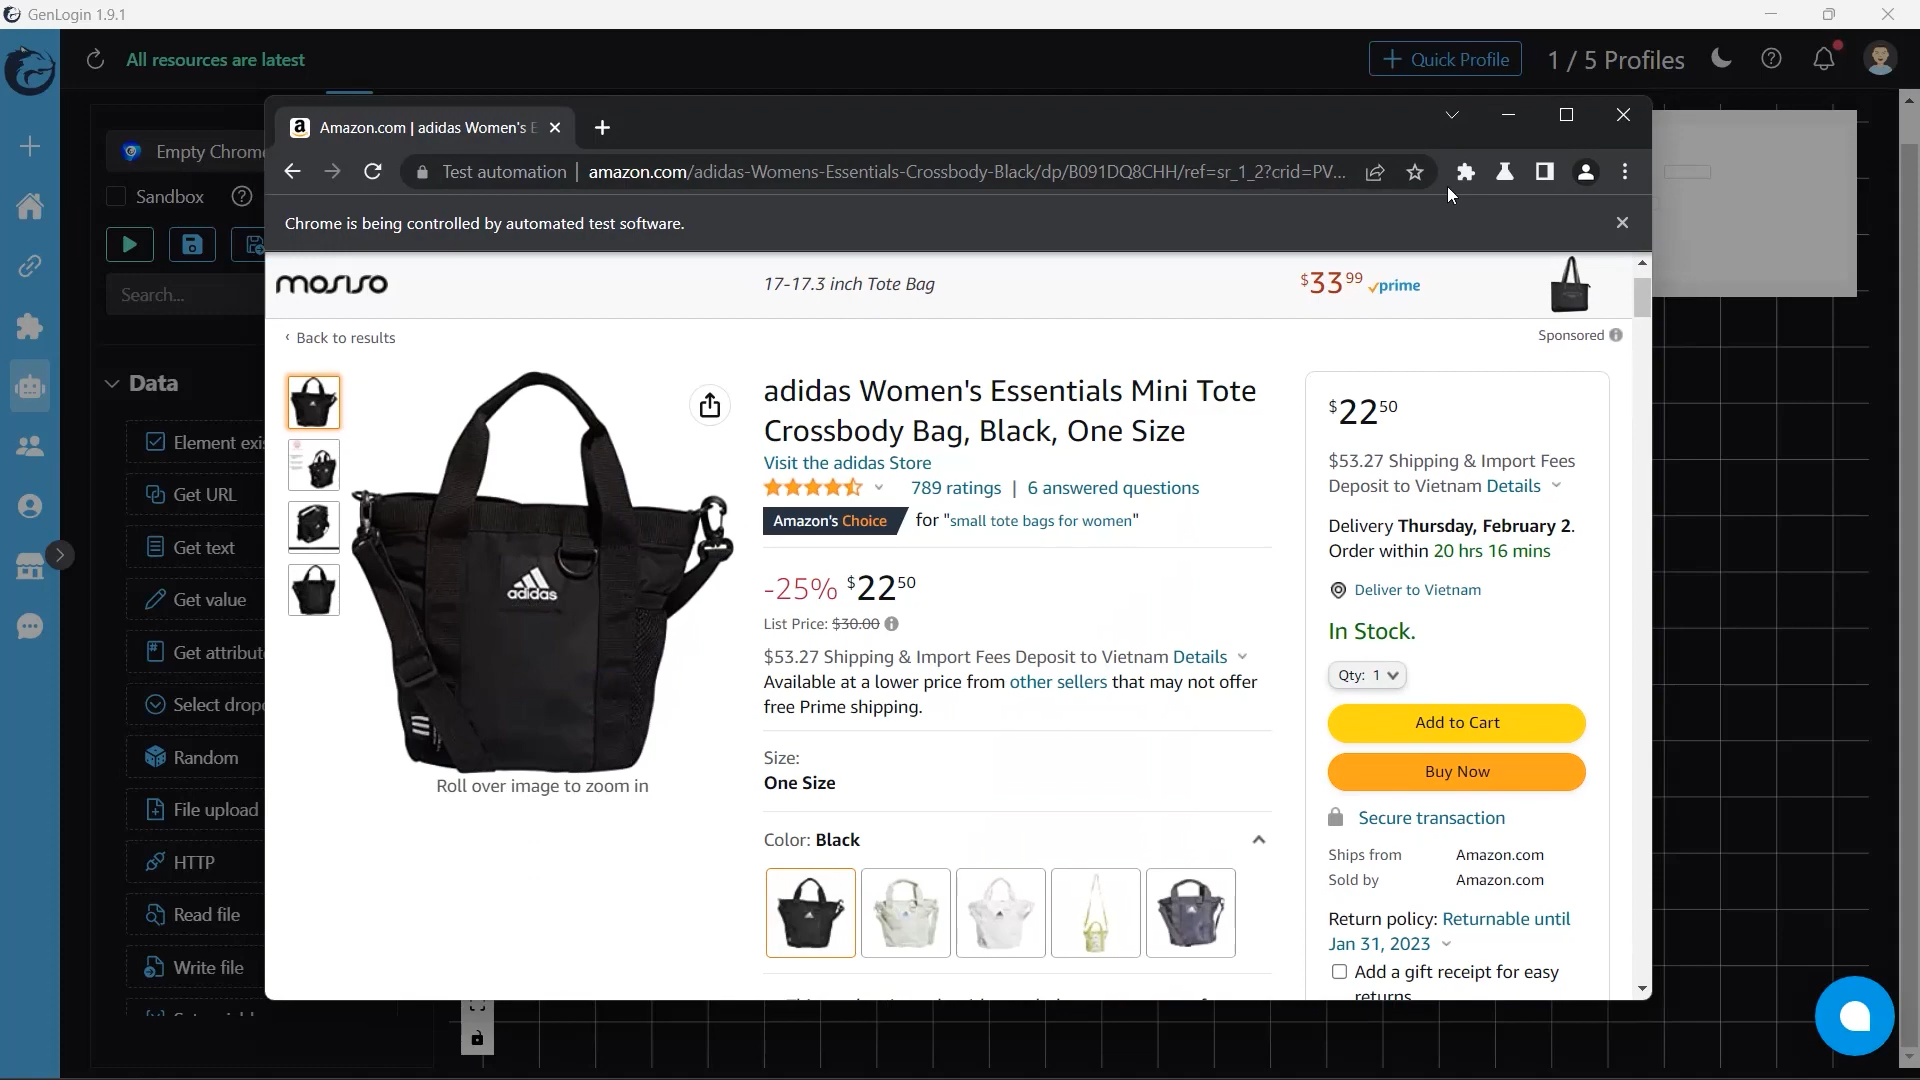 GenLogin 1.9.1
All resources are latest
Quick Profile
1 / 5 Profiles
Empty Chrome
Sandbox
Search...
Data
Element exi
Get URL
Get text
Get value
Get attribut
Select drop
Random
File upload
HTTP
Read file
Write file
Amazon.com | adidas Women's E
Test automation
amazon.com/adidas-Womens-Essentials-Crossbody-Black/dp/B091DQ8CHH/ref=sr_1_2?crid=PV...
Chrome is being controlled by automated test software.
mosiso
17-17.3 inch Tote Bag
$33 99 prime
‹ Back to results
Sponsored
adidas
Roll over image to zoom in
adidas Women's Essentials Mini Tote
Crossbody Bag, Black, One Size
Visit the adidas Store
789 ratings | 6 answered questions
Amazon's Choice for "small tote bags for women"
-25% $22 50
List Price: $30.00
$53.27 Shipping & Import Fees Deposit to Vietnam Details
Available at a lower price from other sellers that may not offer
free Prime shipping.
Size:
One Size
Color: Black
$22 50
$53.27 Shipping & Import Fees
Deposit to Vietnam Details
Delivery Thursday, February 2.
Order within 20 hrs 16 mins
Deliver to Vietnam
In Stock.
Qty: 1
Add to Cart
Buy Now
Secure transaction
Ships from Amazon.com
Sold by Amazon.com
Return policy: Returnable until
Jan 31, 2023
Add a gift receipt for easy
returns